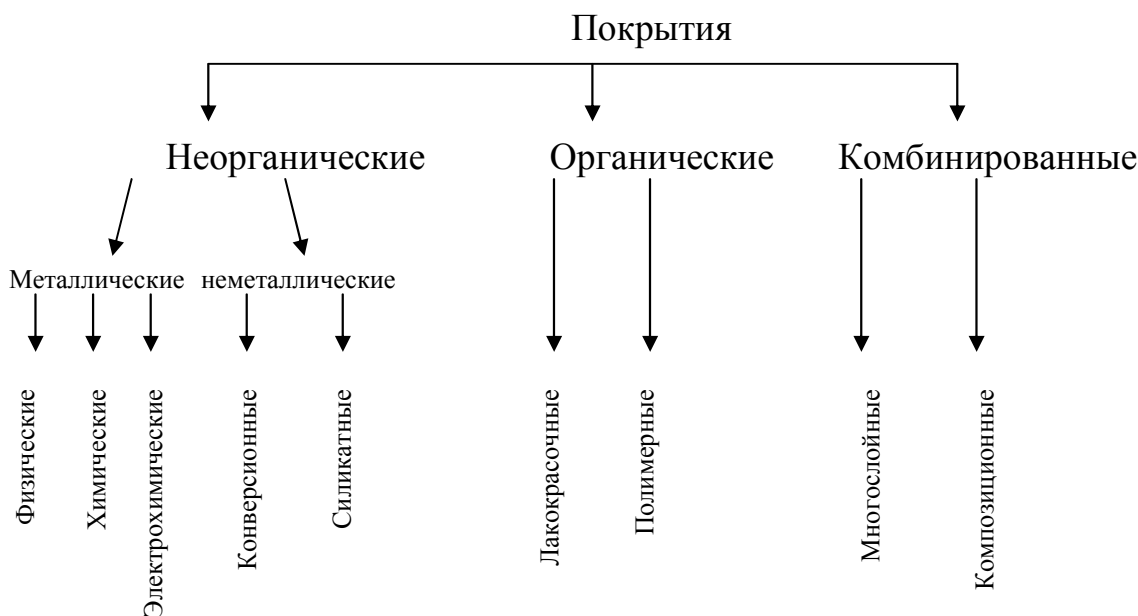 Покрытия
Неорганические Органические Комбинированные
Металлические неметаллические
Физические
Химические
Электрохимические
Конверсионные
Силикатные
Лакокрасочные
Полимерные
Многослойные
Композиционные